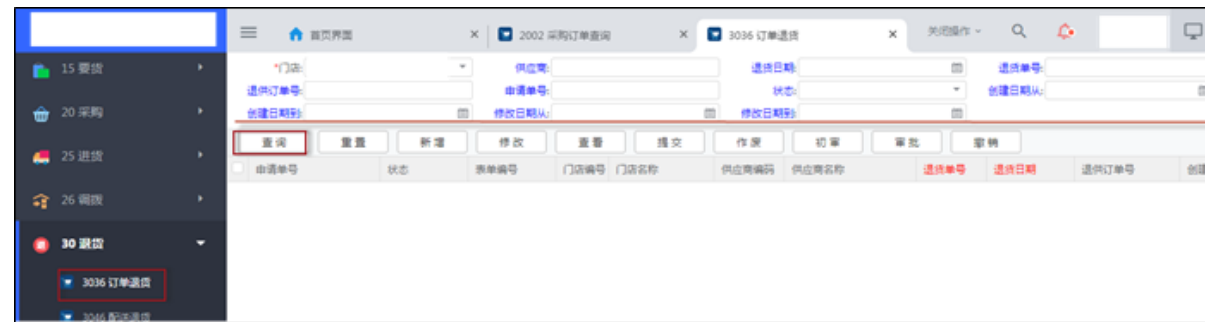 首页界面 × 2002 采购订单查询 × 3036 订单退货 × 关闭操作
15 要货
20 采购
25 进货
26 调拨
30 退货
3036 订单退货
3046 配送退货
*门店: 供应商: 退货日期: 退货单号:
退供订单号: 申请单号: 状态: 创建日期从:
创建日期到: 修改日期从: 修改日期到:
查询 重置 新增 修改 查看 提交 作废 初审 审批 核销
申请单号 状态 表单编号 门店编号 门店名称 供应商编码 供应商名称 退货单号 退货日期 退供订单号 创建